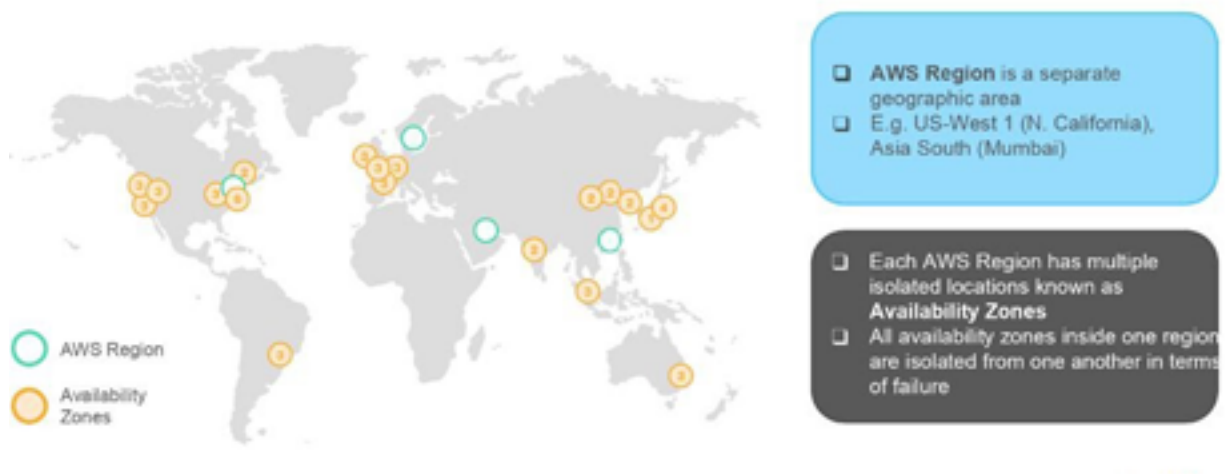 AWS Region is a separate
geographic area
E.g. US-West 1 (N. California),
Asia South (Mumbai)
Each AWS Region has multiple
isolated locations known as
Availability Zones
All availability zones inside one region
are isolated from one another in terms
of failure
AWS Region
Availability
Zones